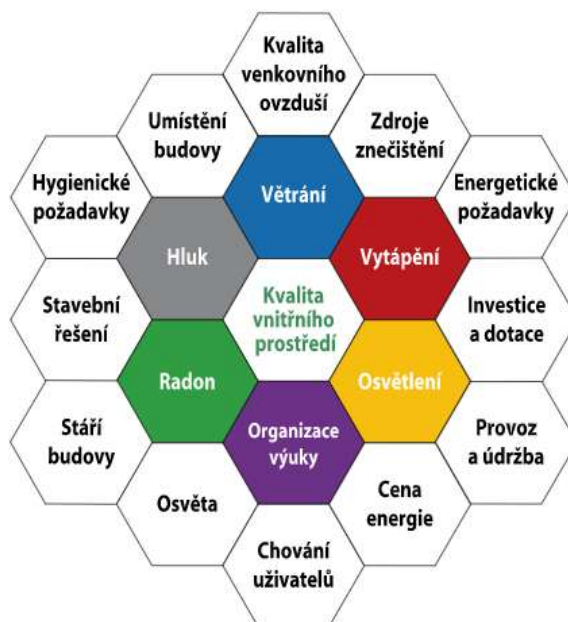 Kvalita
venkovního
ovzduší
Umístění
budovy
Zdroje
znečištění
Hygienické
požadavky
Větrání
Energetické
požadavky
Hluk
Vytápění
Stavební
řešení
Kvalita
vnitřního
prostředí
Investice
a dotace
Radon
Osvětlení
Stáří
budovy
Organizace
výuky
Provoz
a údržba
Osvěta
Cena
energie
Chování
uživatelů